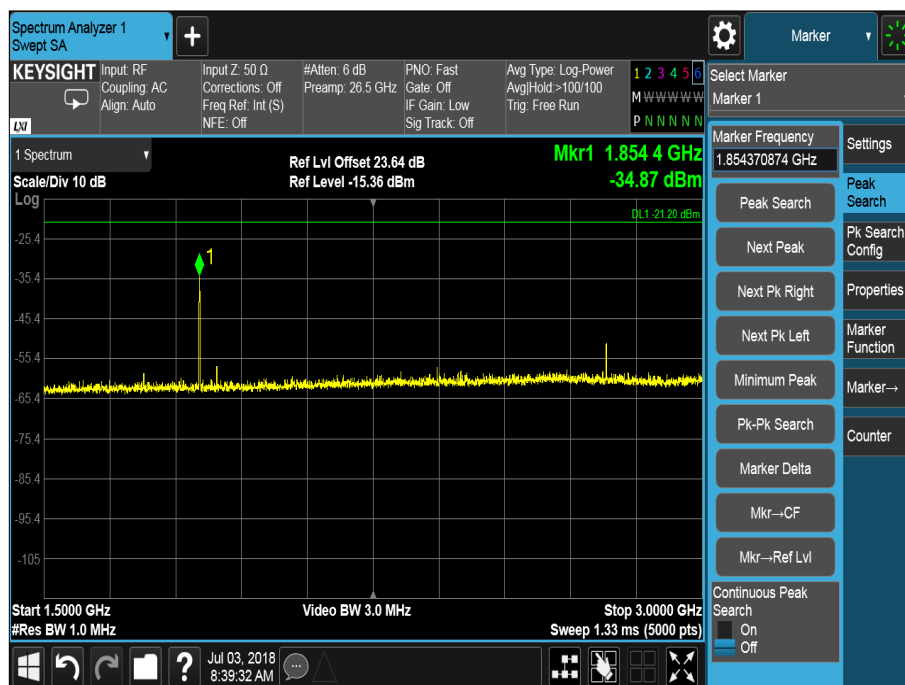 Spectrum Analyzer 1
Swept SA
Marker
KEYSIGHT
LXI
Input: RF
Coupling: AC
Align: Auto
Input Z: 50 Ω
Corrections: Off
Freq Ref: Int (S)
NFE: Off
#Atten: 6 dB
Preamp: 26.5 GHz
PNO: Fast
Gate: Off
IF Gain: Low
Sig Track: Off
Avg Type: Log-Power
Avg|Hold:>100/100
Trig: Free Run
1 2 3 4 5 6
M W W W W W
P N N N N N
Select Marker
Marker 1
1 Spectrum
Scale/Div 10 dB
Log
Ref Lvl Offset 23.64 dB
Ref Level -15.36 dBm
Mkr1 1.854 4 GHz
-34.87 dBm
DL1 -21.20 dBm
1
-25.4
-35.4
-45.4
-55.4
-65.4
-75.4
-85.4
-95.4
-105
Start 1.5000 GHz
#Res BW 1.0 MHz
Video BW 3.0 MHz
Stop 3.0000 GHz
Sweep 1.33 ms (5000 pts)
Marker Frequency
1.854370874 GHz
Peak Search
Next Peak
Next Pk Right
Next Pk Left
Minimum Peak
Pk-Pk Search
Marker Delta
Mkr→CF
Mkr→Ref Lvl
Continuous Peak
Search
On
Off
Settings
Peak
Search
Pk Search
Config
Properties
Marker
Function
Marker→
Counter
?
Jul 03, 2018
8:39:32 AM